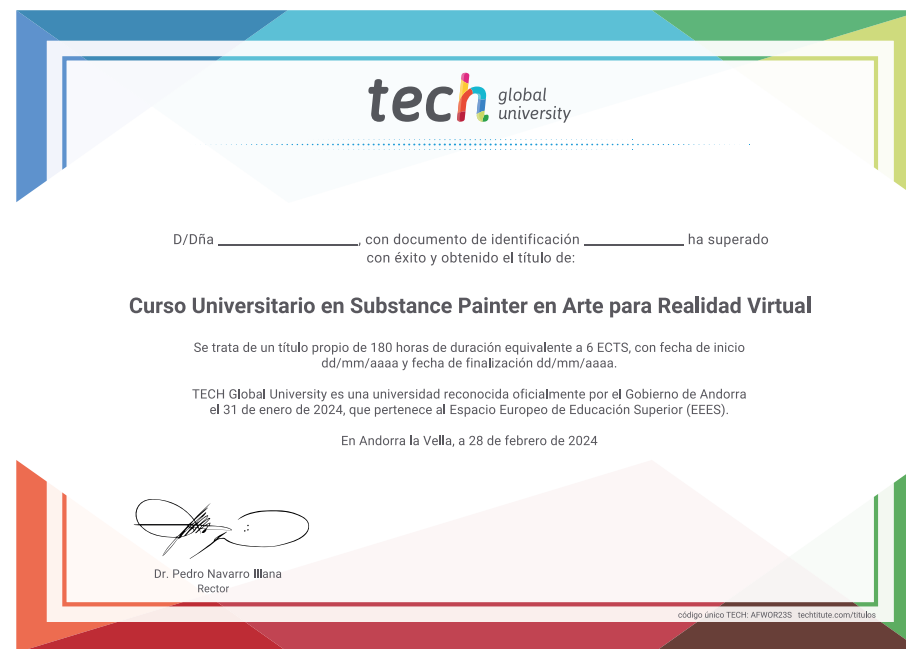 tech global university
D/Dña ______________, con documento de identificación __________ ha superado
con éxito y obtenido el título de:
Curso Universitario en Substance Painter en Arte para Realidad Virtual
Se trata de un título propio de 180 horas de duración equivalente a 6 ECTS, con fecha de inicio
dd/mm/aaaa y fecha de finalización dd/mm/aaaa.
TECH Global University es una universidad reconocida oficialmente por el Gobierno de Andorra
el 31 de enero de 2024, que pertenece al Espacio Europeo de Educación Superior (EEES).
En Andorra la Vella, a 28 de febrero de 2024
Dr. Pedro Navarro Illana
Rector
código único TECH: AFWOR23S techtitute.com/titulos